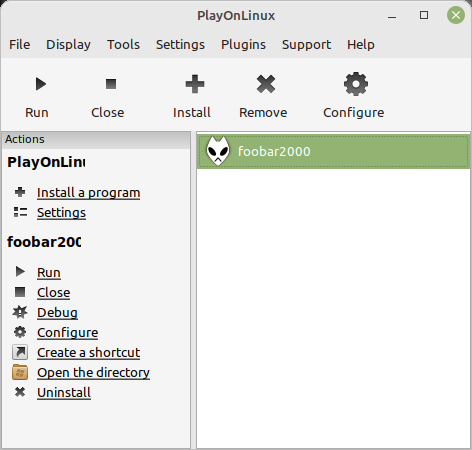 PlayOnLinux
File Display Tools Settings Plugins Support Help
Run Close Install Remove Configure
Actions
PlayOnLinu
Install a program
Settings
foobar200
Run
Close
Debug
Configure
Create a shortcut
Open the directory
Uninstall
foobar2000